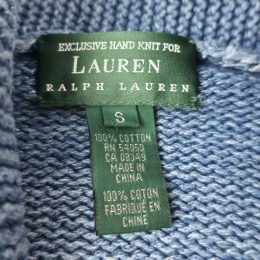 EXCLUSIVE HAND KNIT FOR
LAUREN
RALPH LAUREN
S
100% COTTON
RN 54050
CA 03349
MADE IN
CHINA
100% COTON
FABRIQUÉ EN
CHINE